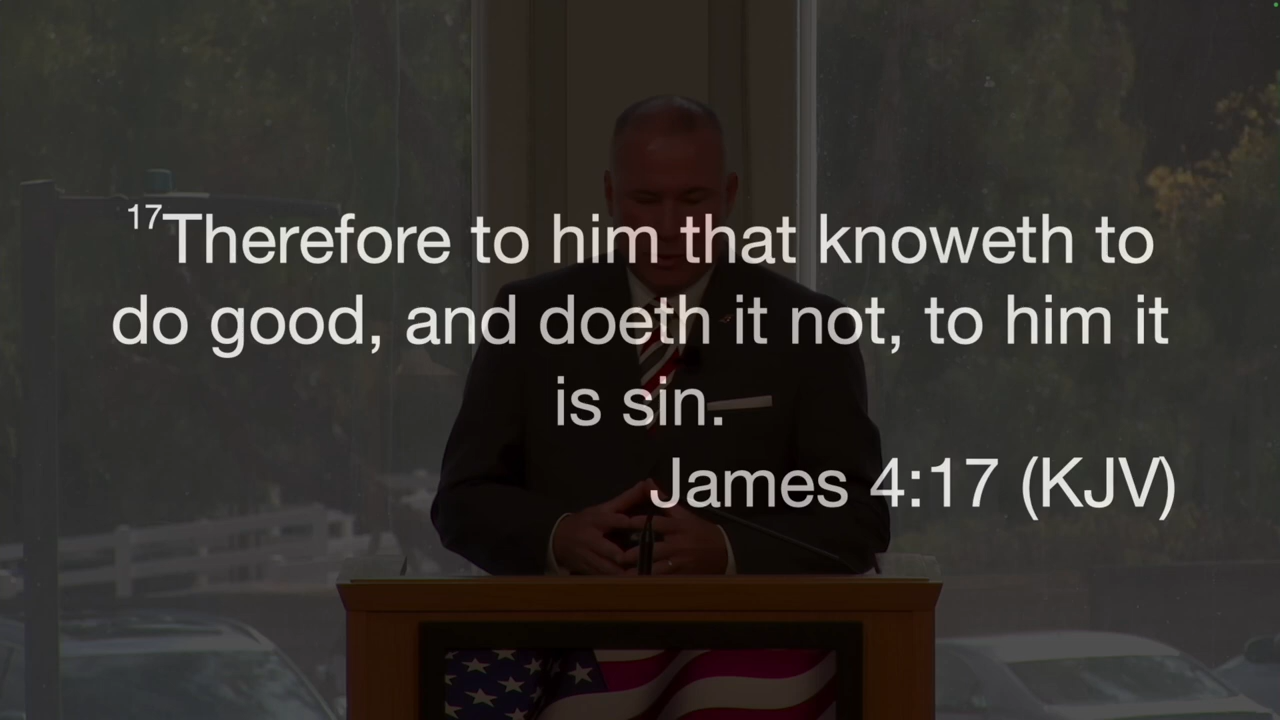 17Therefore to him that knoweth to
do good, and doeth it not, to him it
is sin.
James 4:17 (KJV)